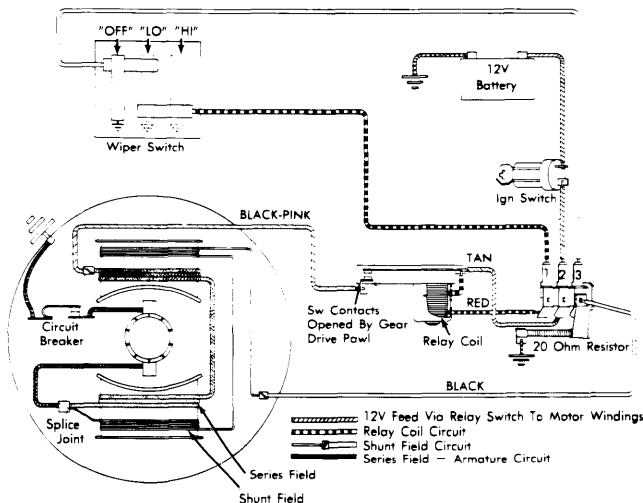 "OFF" "LO" "HI"
12V
Battery
Wiper Switch
Ign Switch
BLACK-PINK
TAN
1 2 3
Sw Contacts
Opened By Gear
Drive Pawl
RED
Relay Coil
20 Ohm Resistor
Circuit
Breaker
BLACK
12V Feed Via Relay Switch To Motor Windings
Relay Coil Circuit
Shunt Field Circuit
Series Field – Armature Circuit
Splice
Joint
Series Field
Shunt Field